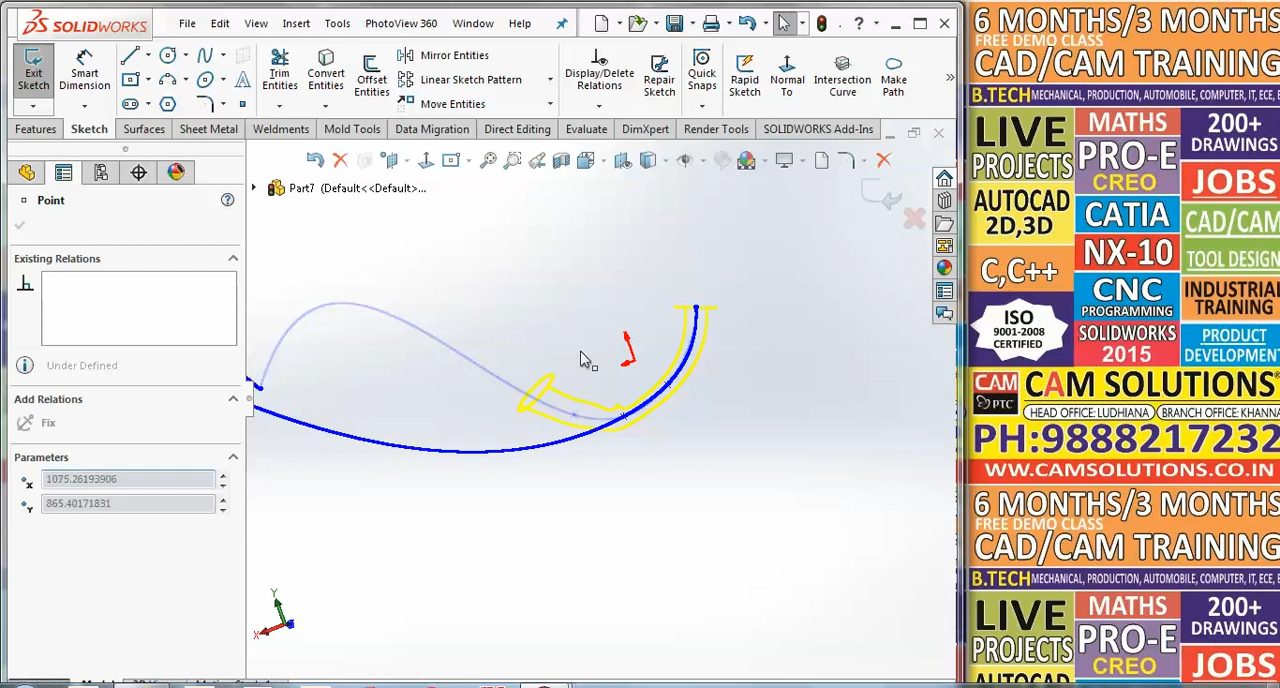 SOLIDWORKS
File Edit View Insert Tools PhotoView 360 Window Help
Exit Sketch
Smart Dimension
Trim Entities
Convert Entities
Offset Entities
Mirror Entities
Linear Sketch Pattern
Move Entities
Display/Delete Relations
Repair Sketch
Quick Snaps
Rapid Sketch
Normal To
Intersection Curve
Make Path
Features Sketch Surfaces Sheet Metal Weldments Mold Tools Data Migration Direct Editing Evaluate DimXpert Render Tools SOLIDWORKS Add-Ins
Part7 (Default<<Default>...
Point
Existing Relations
Under Defined
Add Relations
Fix
Parameters
1075.26193906
865.40171831
Y
X
6 MONTHS/3 MONTHS
FREE DEMO CLASS
CAD/CAM TRAINING
B.TECH MECHANICAL, PRODUCTION, AUTOMOBILE, COMPUTER, IT, ECE,
LIVE PROJECTS
MATHS
200+ DRAWINGS
PRO-E
CREO
JOBS
AUTOCAD 2D,3D
CATIA
CAD/CAM
NX-10
TOOL DESIGN
C,C++
CNC PROGRAMMING
INDUSTRIAL TRAINING
ISO 9001-2008 CERTIFIED
SOLIDWORKS 2015
PRODUCT DEVELOPMENT
CAM PTC
CAM SOLUTIONS
HEAD OFFICE: LUDHIANA BRANCH OFFICE: KHANNA
PH:9888217232
WW.CAMSOLUTIONS.CO.IN
6 MONTHS/3 MONTHS
FREE DEMO CLASS
CAD/CAM TRAINING
B.TECH MECHANICAL, PRODUCTION, AUTOMOBILE, COMPUTER, IT, ECE,
LIVE PROJECTS
MATHS
200+ DRAWINGS
PRO-E
CREO
JOBS